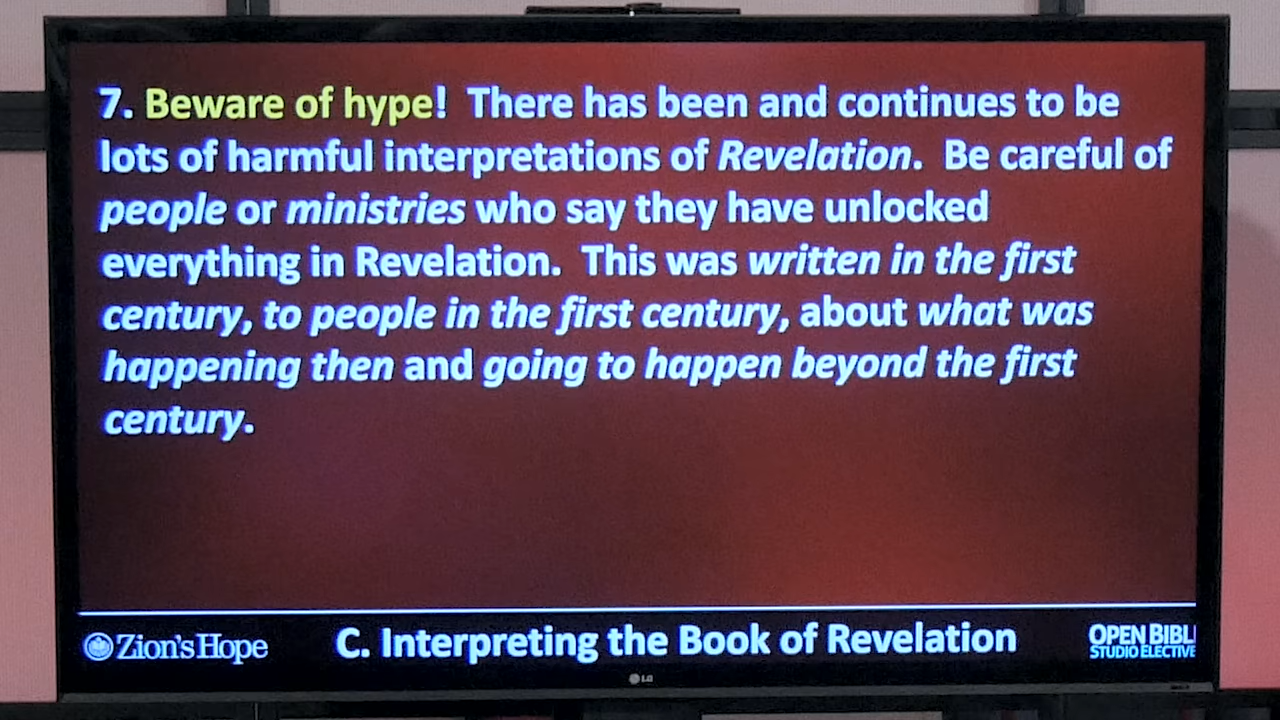 7. Beware of hype! There has been and continues to be
lots of harmful interpretations of Revelation. Be careful of
people or ministries who say they have unlocked
everything in Revelation. This was written in the first
century, to people in the first century, about what was
happening then and going to happen beyond the first
century.
Zion's Hope
C. Interpreting the Book of Revelation
OPEN BIBL
STUDIO ELECTIVE
LG